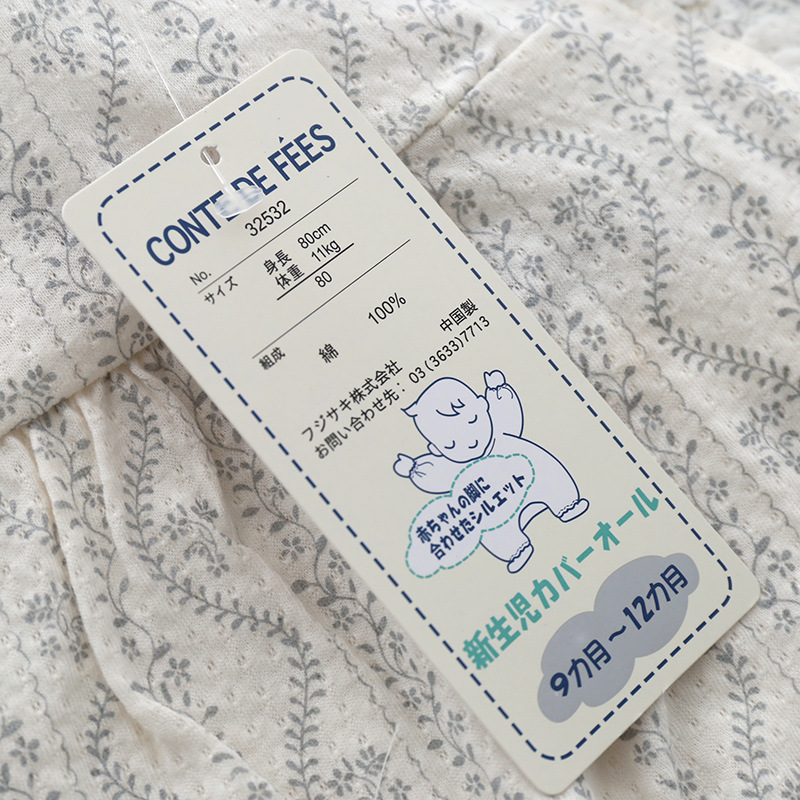 CONTE DE FÉES
No. 32532
サイズ 身長 80cm
体重 11kg
80
組成 綿 100%
中国製
フジサキ株式会社
お問い合わせ先： 03 (3633)7713
赤ちゃんの脚に
合わせたシルエット
新生児カバーオール
9カ月～12カ月